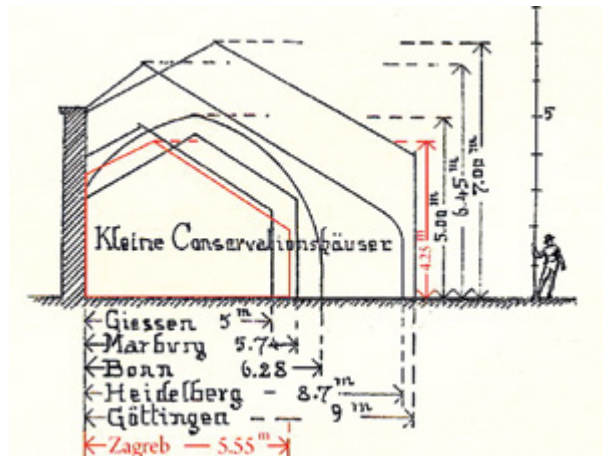 5
7.00 m
6.45 m
5.00 m
4.25 m
Kleine Conservationshäuser
Giessen 5 m
Marburg 5.74
Bonn 6.28
Heidelberg - 8.7 m
Göttingen 9 m
Zagreb — 5.55 m